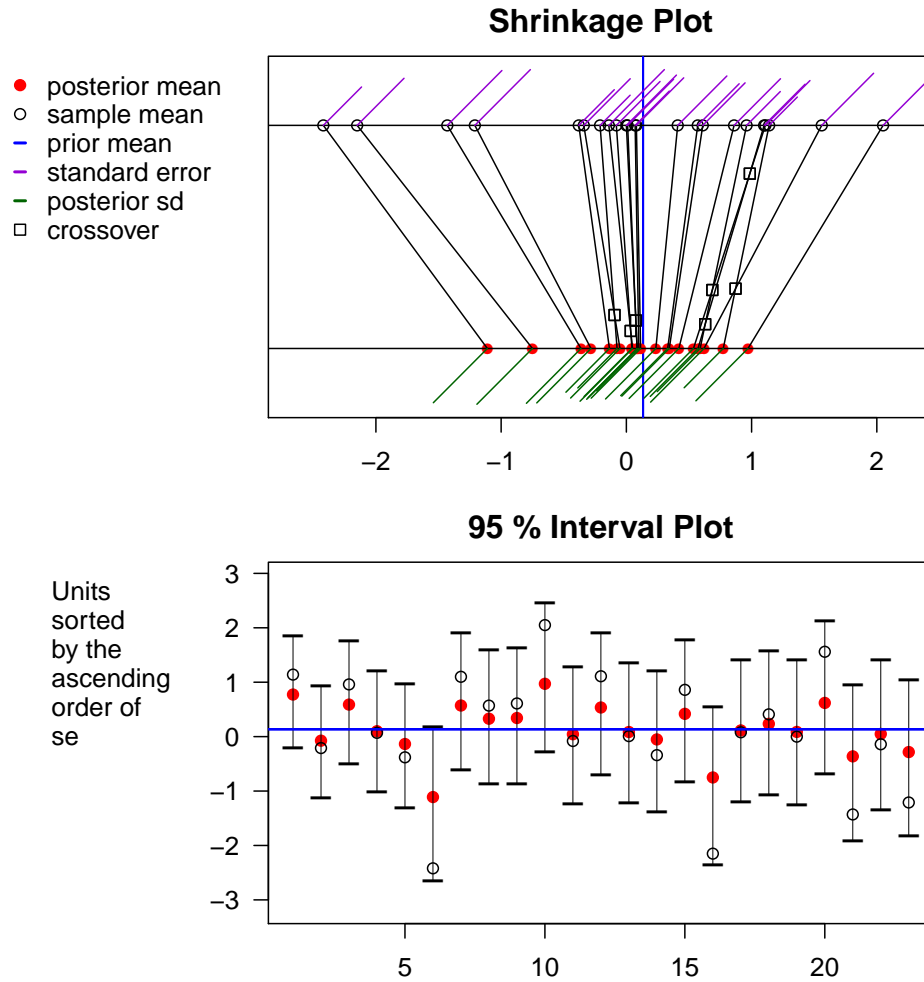 Shrinkage Plot
posterior mean
sample mean
prior mean
standard error
posterior sd
crossover
−2 −1 0 1 2
95 % Interval Plot
Units
sorted
by the
ascending
order of
se
3
2
1
0
−1
−2
−3
5 10 15 20